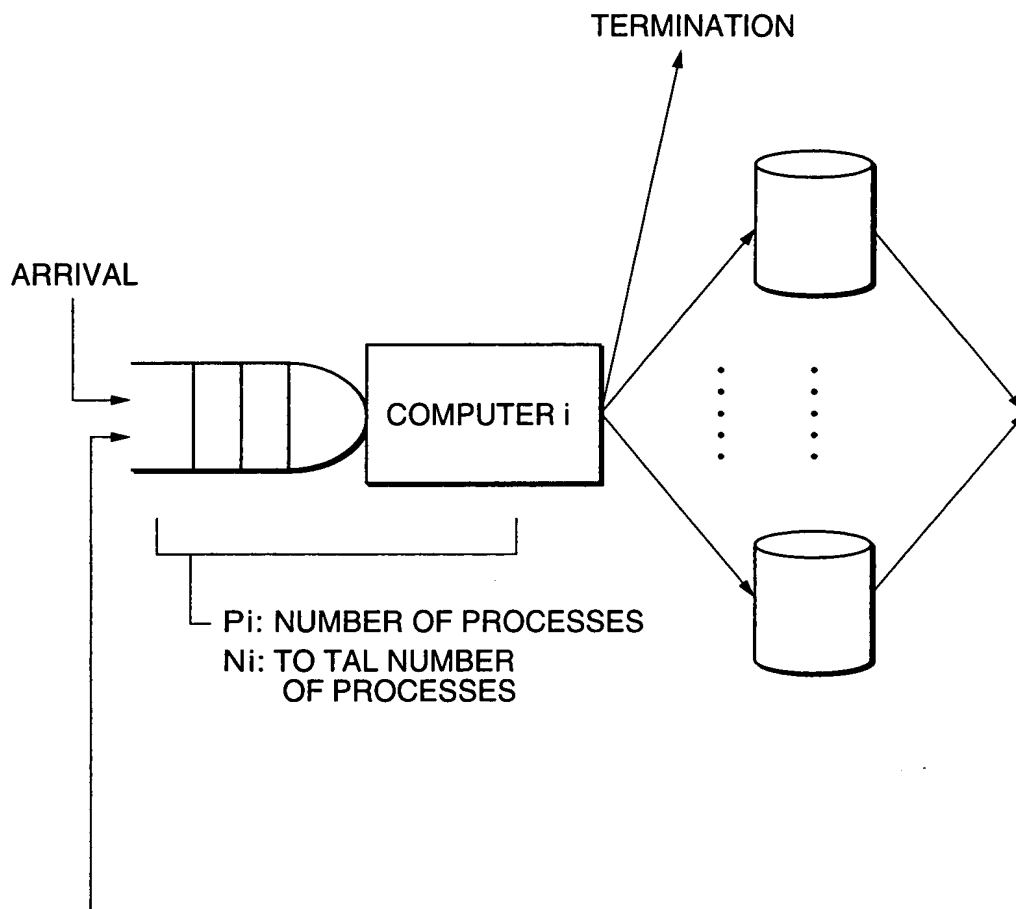 TERMINATION
ARRIVAL
COMPUTER i
Pi: NUMBER OF PROCESSES
Ni: TO TAL NUMBER
OF PROCESSES